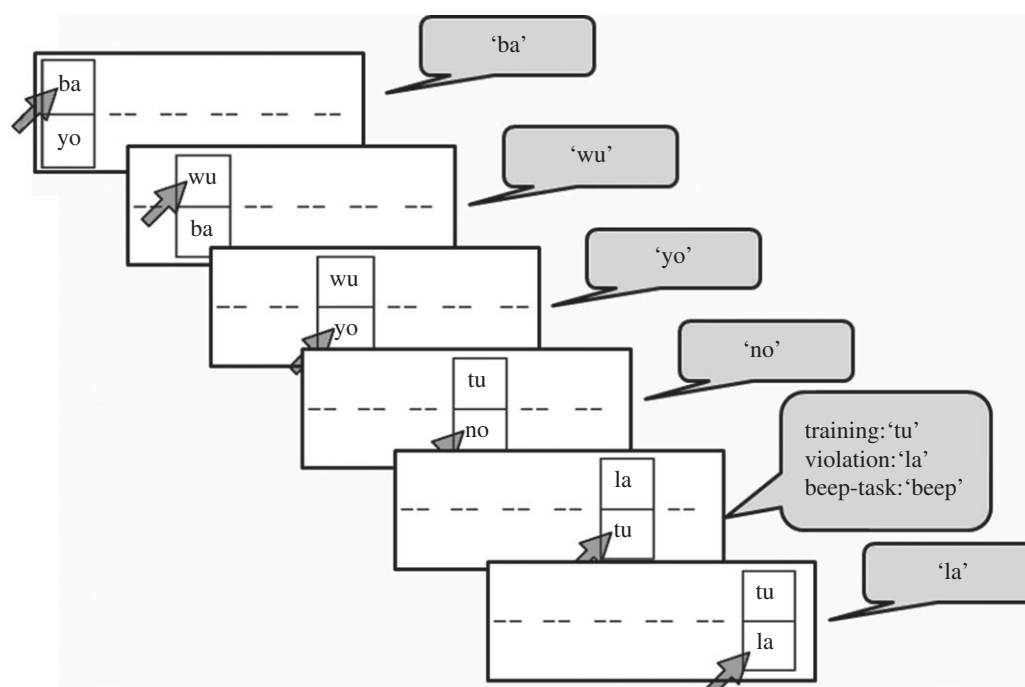 ‘ba’
ba
yo
‘wu’
wu
ba
‘yo’
wu
yo
‘no’
tu
no
training:‘tu’
violation:‘la’
beep-task:‘beep’
la
tu
‘la’
tu
la